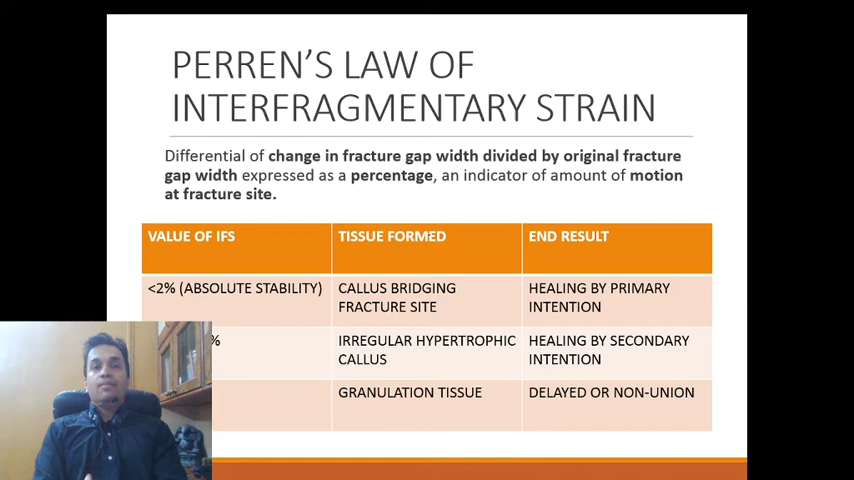 PERREN'S LAW OF
INTERFRAGMENTARY STRAIN
Differential of change in fracture gap width divided by original fracture
gap width expressed as a percentage, an indicator of amount of motion
at fracture site.
VALUE OF IFS
TISSUE FORMED
END RESULT
<2% (ABSOLUTE STABILITY)
CALLUS BRIDGING
FRACTURE SITE
HEALING BY PRIMARY
INTENTION
%
IRREGULAR HYPERTROPHIC
CALLUS
HEALING BY SECONDARY
INTENTION
GRANULATION TISSUE
DELAYED OR NON-UNION